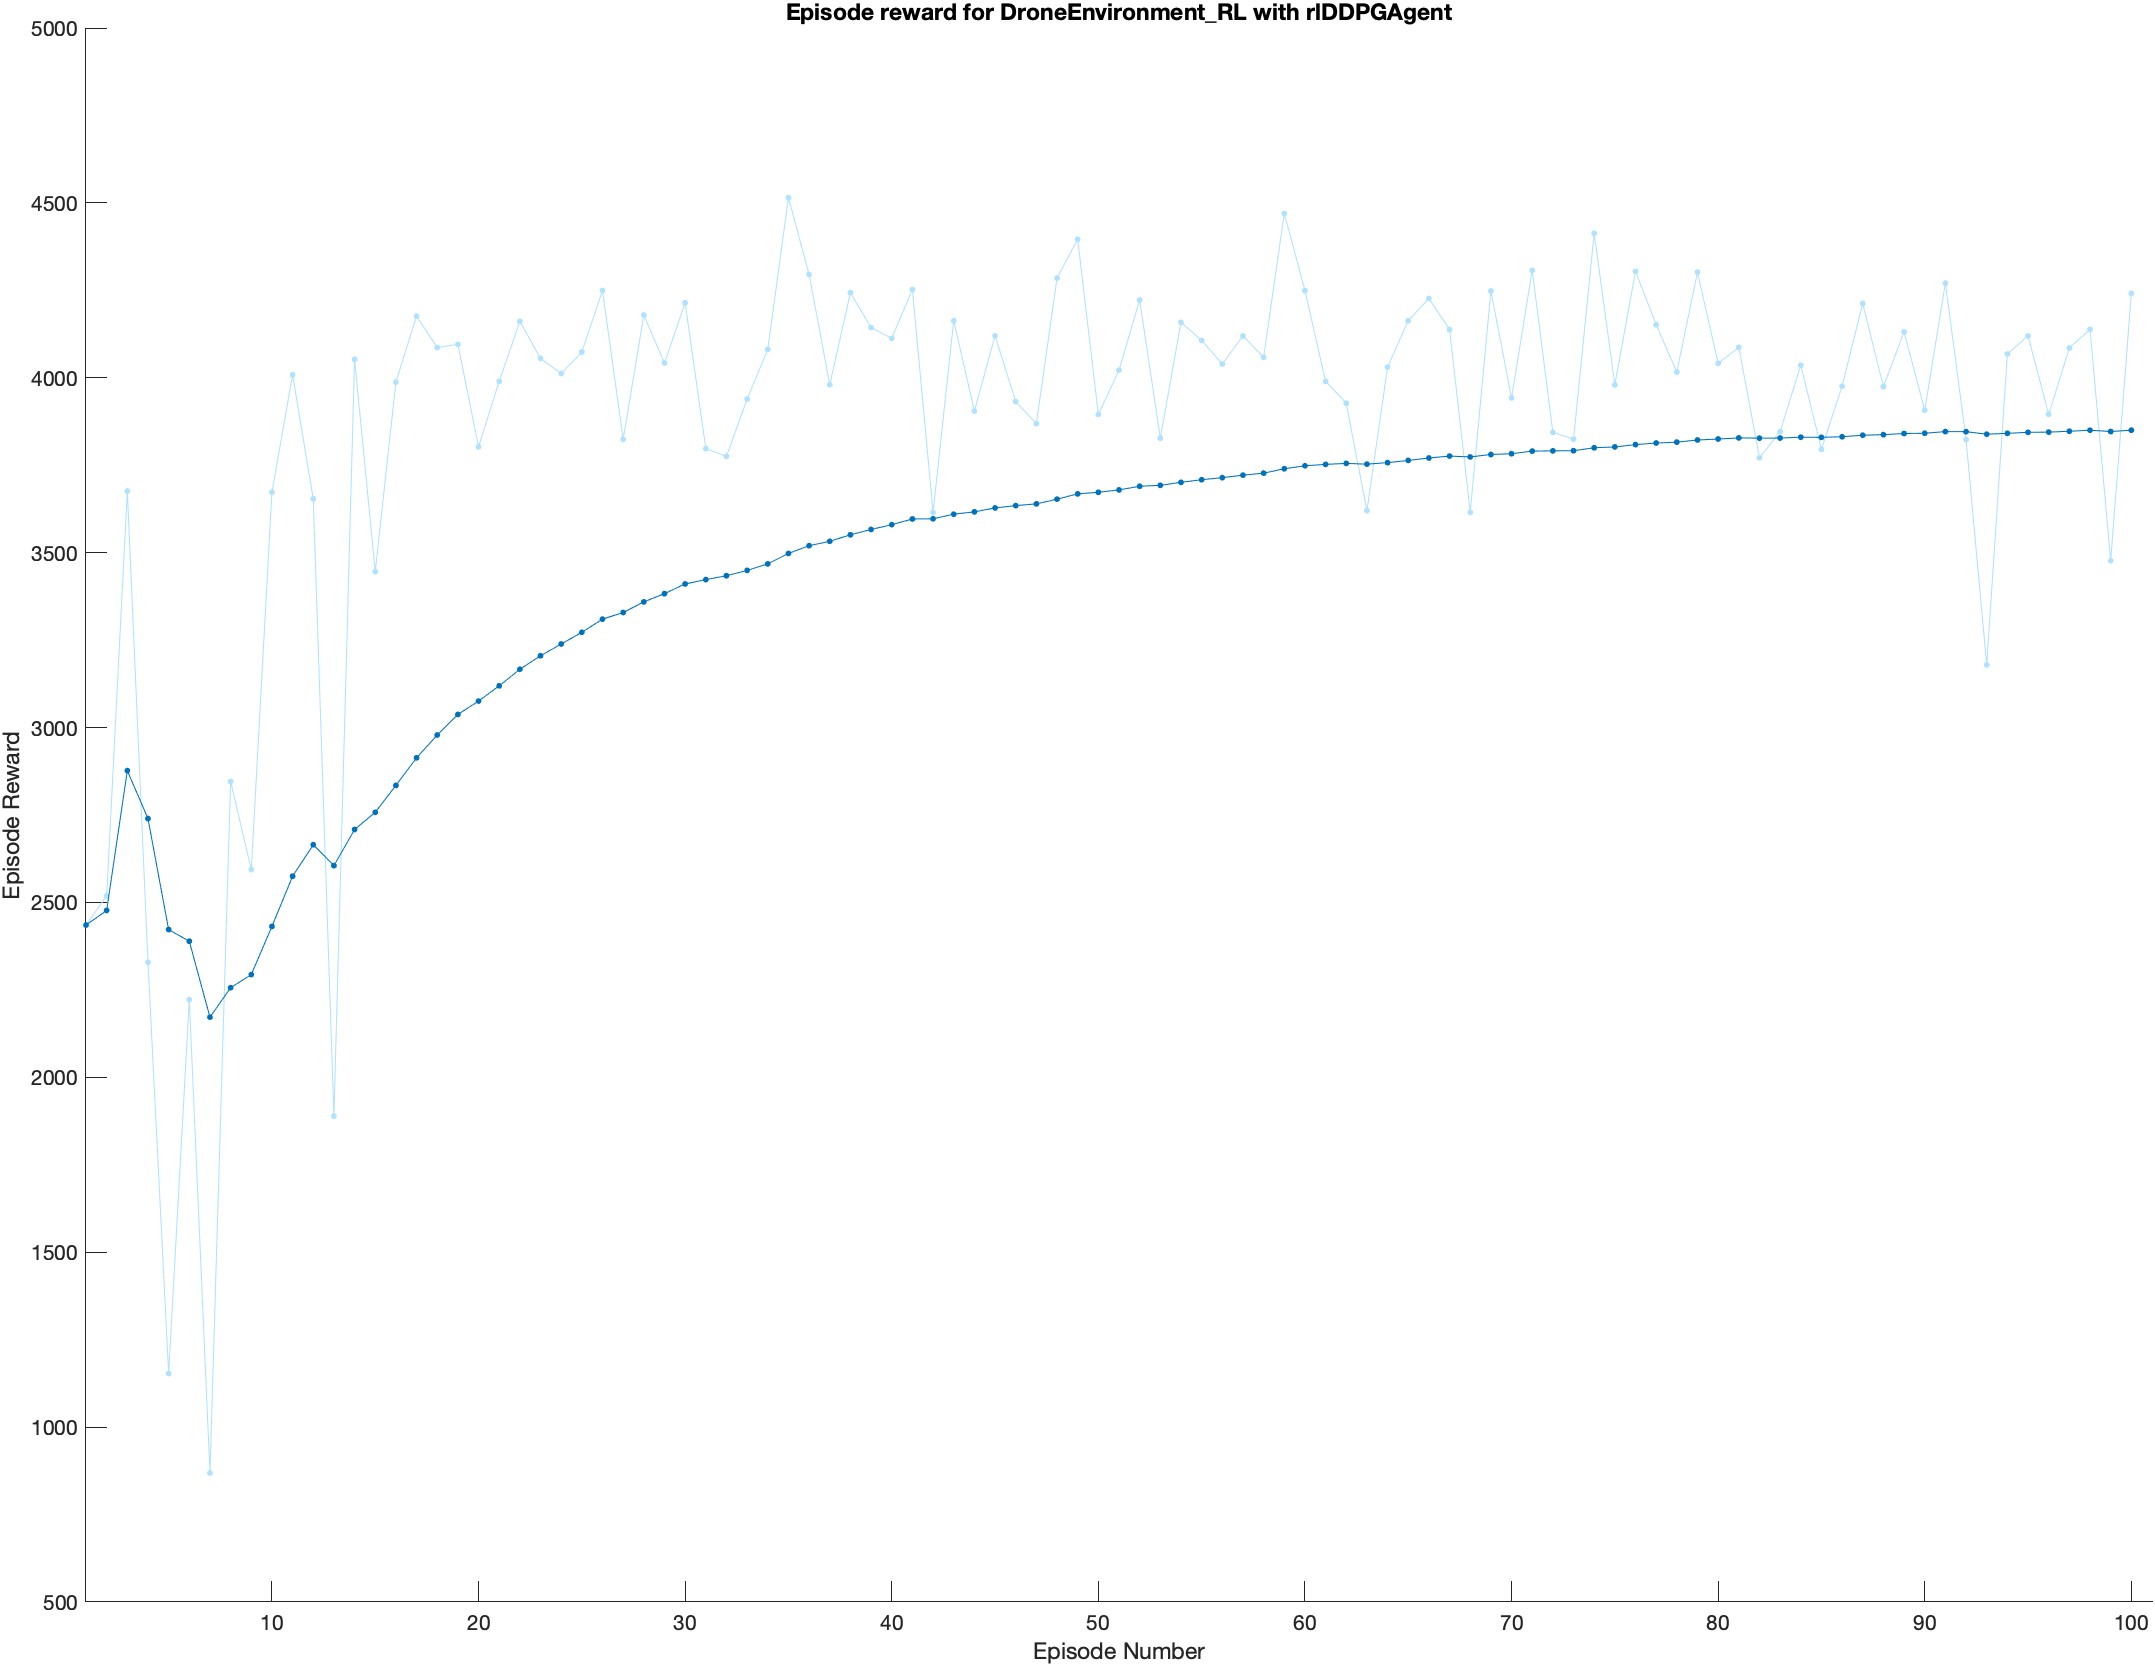 Episode reward for DroneEnvironment_RL with rlDDPGAgent
5000
4500
4000
3500
3000
2500
2000
1500
1000
500
Episode Reward
10 20 30 40 50 60 70 80 90 100
Episode Number